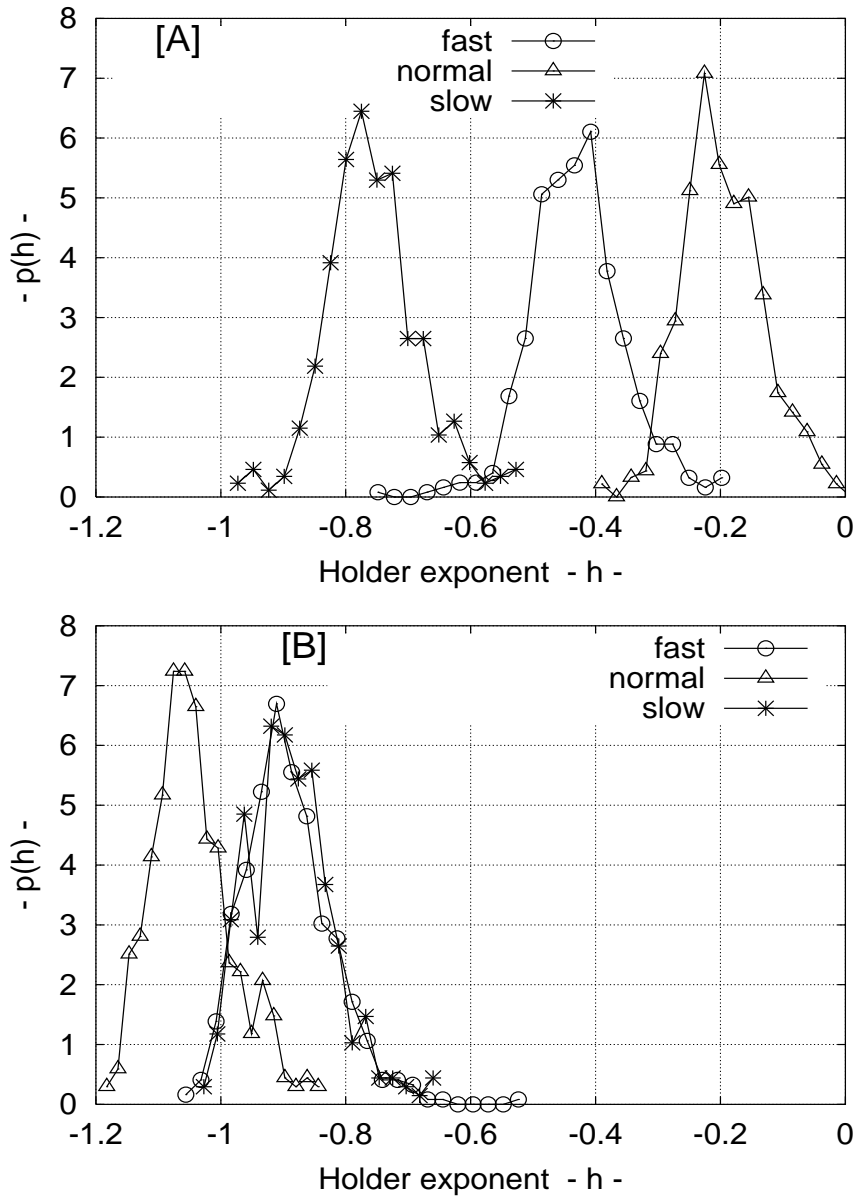 [A]
fast
normal
slow
8
7
6
5
4
3
2
1
0
- p(h) -
-1.2 -1 -0.8 -0.6 -0.4 -0.2 0
Holder exponent - h -
[B]
fast
normal
slow
8
7
6
5
4
3
2
1
0
- p(h) -
-1.2 -1 -0.8 -0.6 -0.4 -0.2 0
Holder exponent - h -